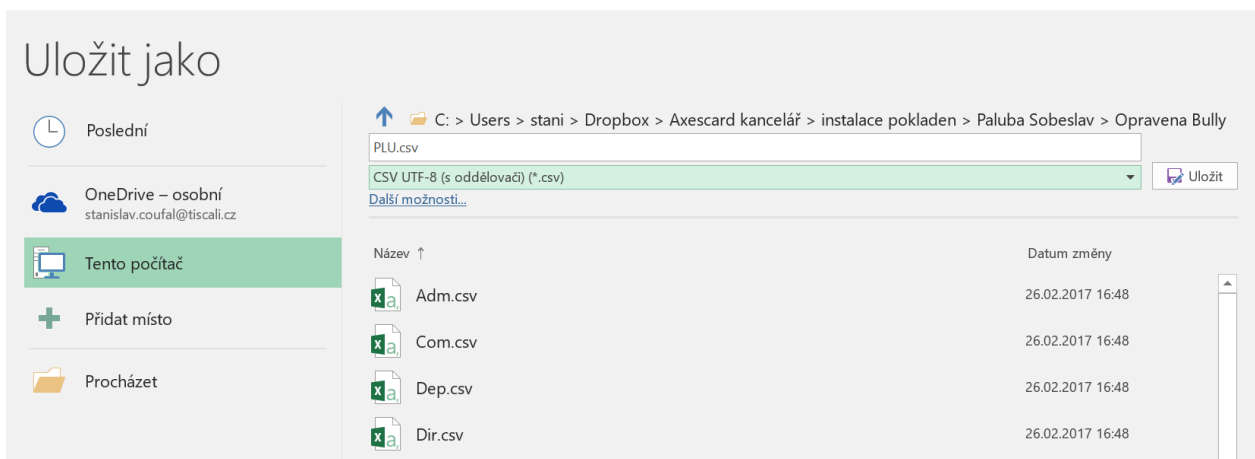 Uložit jako
Poslední
OneDrive – osobní
stanislav.coufal@tiscali.cz
Tento počítač
Přidat místo
Procházet
C: > Users > stani > Dropbox > Axescard kancelář > instalace pokladen > Paluba Sobeslav > Opravena Bully
PLU.csv
CSV UTF-8 (s oddělovači) (*.csv)
Uložit
Další možnosti...
Název ↑ Datum změny
Adm.csv 26.02.2017 16:48
Com.csv 26.02.2017 16:48
Dep.csv 26.02.2017 16:48
Dir.csv 26.02.2017 16:48